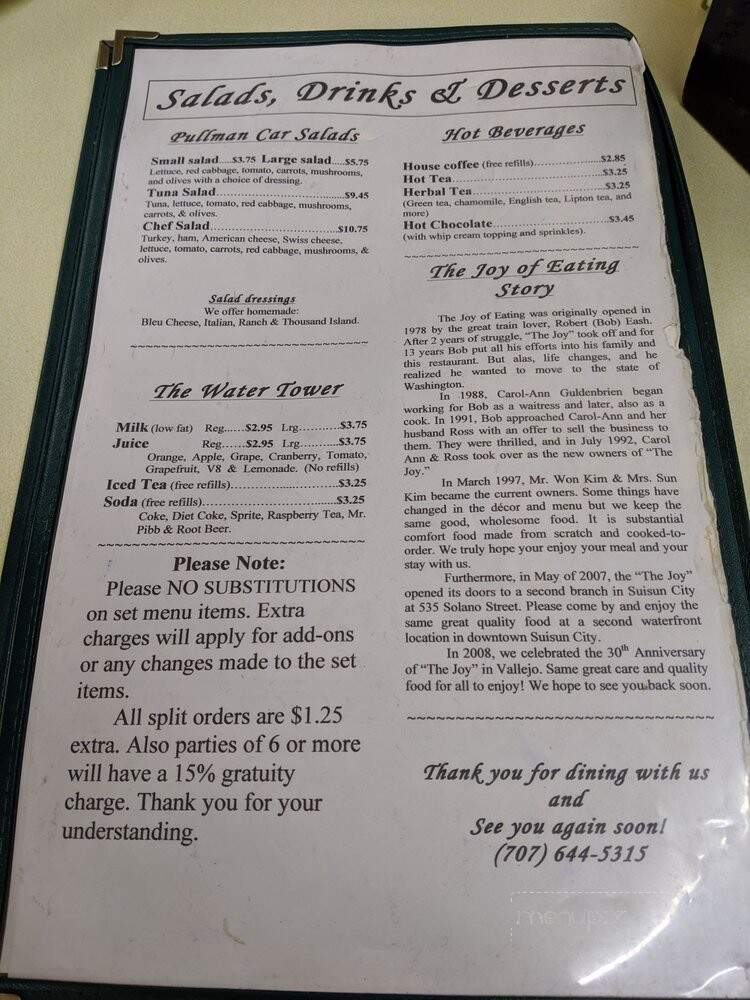 Salads, Drinks & Desserts
Pullman Car Salads
Small salad....$3.75 Large salad....$5.75
Lettuce, red cabbage, tomato, carrots, mushrooms,
and olives with a choice of dressing.
Tuna Salad..............................$9.45
Tuna, lettuce, tomato, red cabbage, mushrooms,
carrots, & olives.
Chef Salad..............................$10.75
Turkey, ham, American cheese, Swiss cheese,
lettuce, tomato, carrots, red cabbage, mushrooms, &
olives.
Salad dressings
We offer homemade:
Bleu Cheese, Italian, Ranch & Thousand Island.
~~~~~~~~~~~~~~~~~~~~~~~~~~~~~~
The Water Tower
Milk (low fat) Reg......$2.95 Lrg..........$3.75
Juice Reg......$2.95 Lrg..........$3.75
Orange, Apple, Grape, Cranberry, Tomato,
Grapefruit, V8 & Lemonade. (No refills)
Iced Tea (free refills)..............................$3.25
Soda (free refills)..............................$3.25
Coke, Diet Coke, Sprite, Raspberry Tea, Mr.
Pibb & Root Beer.
~~~~~~~~~~~~~~~~~~~~~~~~~~~~~~
Please Note:
Please NO SUBSTITUTIONS
on set menu items. Extra
charges will apply for add-ons
or any changes made to the set
items.
All split orders are $1.25
extra. Also parties of 6 or more
will have a 15% gratuity
charge. Thank you for your
understanding.
Hot Beverages
House coffee (free refills)................$2.85
Hot Tea..............................$3.25
Herbal Tea..............................$3.25
(Green tea, chamomile, English tea, Lipton tea, and
more)
Hot Chocolate..............................$3.45
(with whip cream topping and sprinkles).
~~~~~~~~~~~~~~~~~~~~~~~~~~~~~~
The Joy of Eating
Story
The Joy of Eating was originally opened in
1978 by the great train lover, Robert (Bob) Eash.
After 2 years of struggle, "The Joy" took off and for
13 years Bob put all his efforts into his family and
this restaurant. But alas, life changes, and he
realized he wanted to move to the state of
Washington.
In 1988, Carol-Ann Guldenbrien began
working for Bob as a waitress and later, also as a
cook. In 1991, Bob approached Carol-Ann and her
husband Ross with an offer to sell the business to
them. They were thrilled, and in July 1992, Carol
Ann & Ross took over as the new owners of "The
Joy."
In March 1997, Mr. Won Kim & Mrs. Sun
Kim became the current owners. Some things have
changed in the décor and menu but we keep the
same good, wholesome food. It is substantial
comfort food made from scratch and cooked-to-
order. We truly hope your enjoy your meal and your
stay with us.
Furthermore, in May of 2007, the "The Joy"
opened its doors to a second branch in Suisun City
at 535 Solano Street. Please come by and enjoy the
same great quality food at a second waterfront
location in downtown Suisun City.
In 2008, we celebrated the 30th Anniversary
of "The Joy" in Vallejo. Same great care and quality
food for all to enjoy! We hope to see you back soon.
~~~~~~~~~~~~~~~~~~~~~~~~~~~~~~
Thank you for dining with us
and
See you again soon!
(707) 644-5315